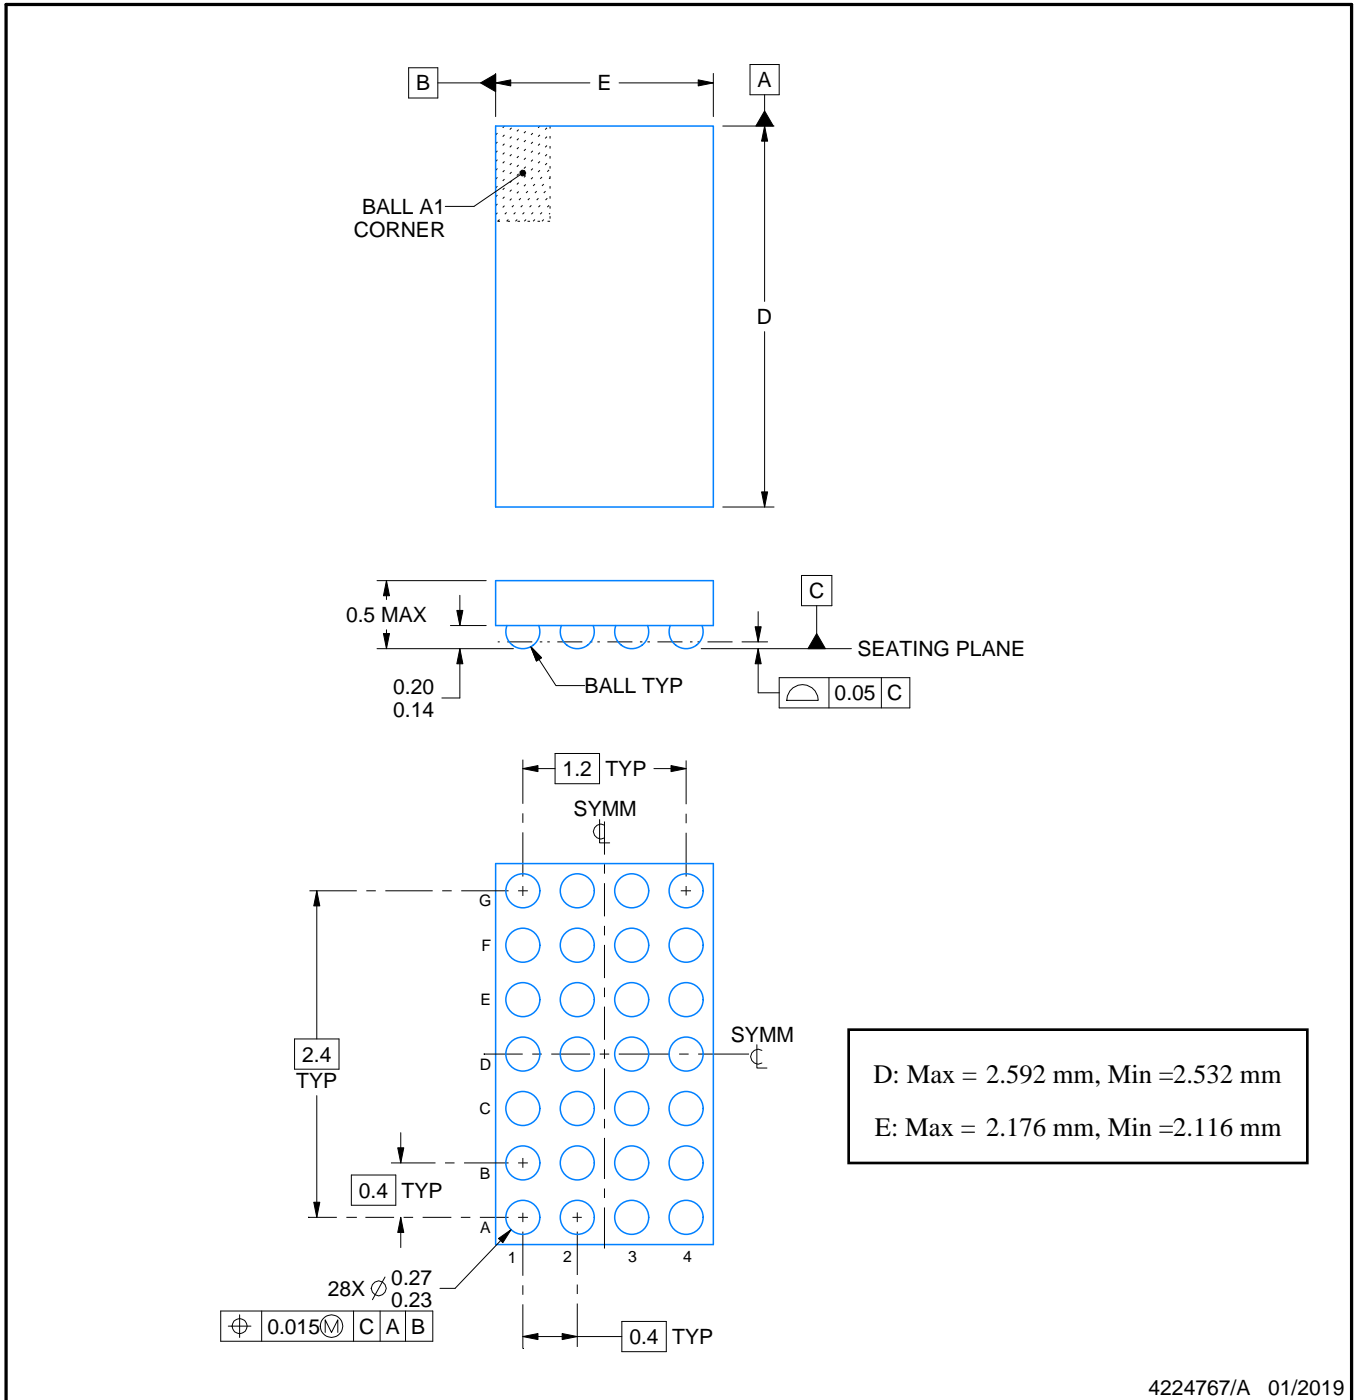 B
E
A
BALL A1
CORNER
D
0.5 MAX
C
SEATING PLANE
0.20
0.14
BALL TYP
0.05 C
1.2 TYP
SYMM
G
F
E
2.4
TYP
D
SYMM
C
B
0.4 TYP
A
1 2 3 4
28X Ø 0.27
0.23
0.015Ⓜ C A B
0.4 TYP
D: Max = 2.592 mm, Min =2.532 mm
E: Max = 2.176 mm, Min =2.116 mm
4224767/A 01/2019